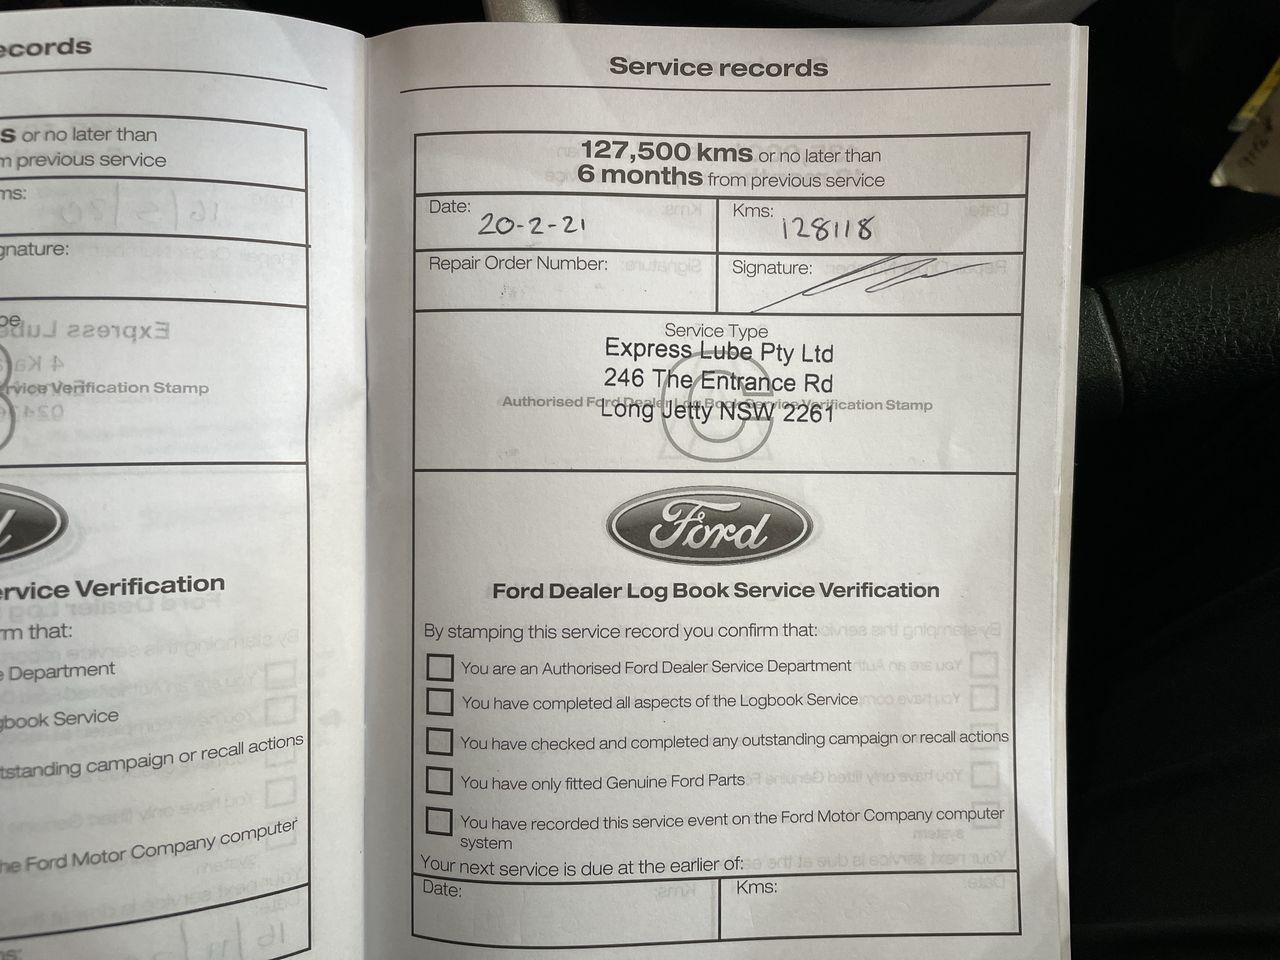 ecords
s or no later than
m previous service
ms:
gnature:
pe
rvice Verification Stamp
ervice Verification
rm that:
e Department
gbook Service
tstanding campaign or recall actions
he Ford Motor Company computer
ns:
Service records
127,500 kms or no later than
6 months from previous service
Date: 20-2-21 Kms: 128118
Repair Order Number: Signature:
Service Type
Express Lube Pty Ltd
246 The Entrance Rd
Authorised Ford Dealer Log Book Service Verification Stamp
Long Jetty NSW 2261
C
Ford
Ford Dealer Log Book Service Verification
By stamping this service record you confirm that:
You are an Authorised Ford Dealer Service Department
You have completed all aspects of the Logbook Service
You have checked and completed any outstanding campaign or recall actions
You have only fitted Genuine Ford Parts
You have recorded this service event on the Ford Motor Company computer
system
Your next service is due at the earlier of:
Date: Kms: